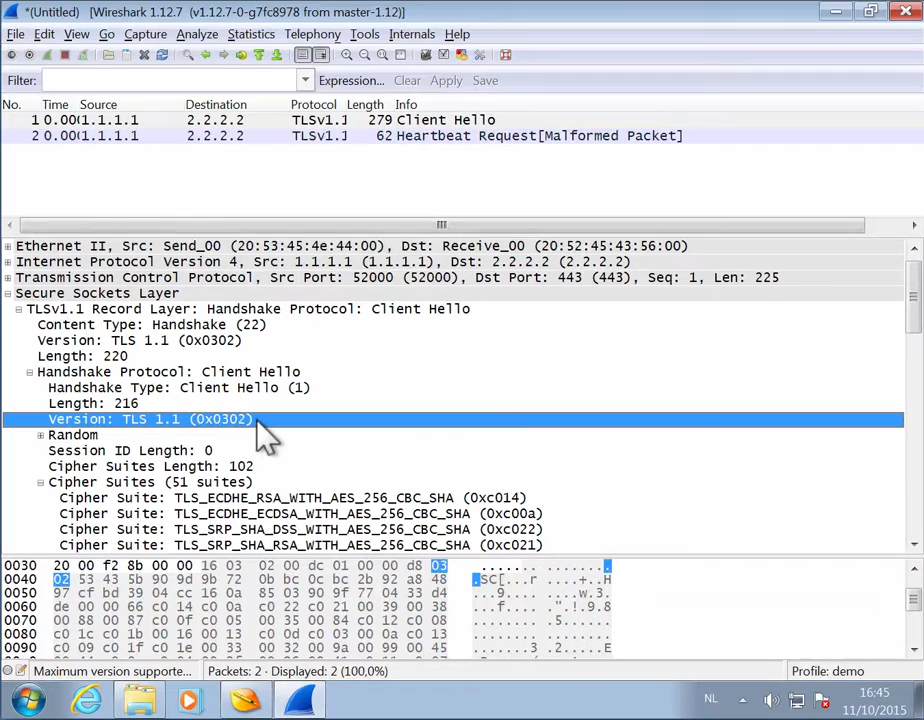 *(Untitled) [Wireshark 1.12.7 (v1.12.7-0-g7fc8978 from master-1.12)]
File Edit View Go Capture Analyze Statistics Telephony Tools Internals Help
Filter: Expression... Clear Apply Save
No. Time Source Destination Protocol Length Info
1 0.00( 1.1.1.1 2.2.2.2 TLSv1.1 279 Client Hello
2 0.00( 1.1.1.1 2.2.2.2 TLSv1.1 62 Heartbeat Request[Malformed Packet]
Ethernet II, Src: Send_00 (20:53:45:4e:44:00), Dst: Receive_00 (20:52:45:43:56:00)
Internet Protocol Version 4, Src: 1.1.1.1 (1.1.1.1), Dst: 2.2.2.2 (2.2.2.2)
Transmission Control Protocol, Src Port: 52000 (52000), Dst Port: 443 (443), Seq: 1, Len: 225
Secure Sockets Layer
TLSv1.1 Record Layer: Handshake Protocol: Client Hello
Content Type: Handshake (22)
Version: TLS 1.1 (0x0302)
Length: 220
Handshake Protocol: Client Hello
Handshake Type: Client Hello (1)
Length: 216
Version: TLS 1.1 (0x0302)
Random
Session ID Length: 0
Cipher Suites Length: 102
Cipher Suites (51 suites)
Cipher Suite: TLS_ECDHE_RSA_WITH_AES_256_CBC_SHA (0xc014)
Cipher Suite: TLS_ECDHE_ECDSA_WITH_AES_256_CBC_SHA (0xc00a)
Cipher Suite: TLS_SRP_SHA_DSS_WITH_AES_256_CBC_SHA (0xc022)
Cipher Suite: TLS_SRP_SHA_RSA_WITH_AES_256_CBC_SHA (0xc021)
0030 20 00 f2 8b 00 00 16 03 02 00 dc 01 00 00 d8 03 ...... .. ........
0040 02 53 43 5b 90 9d 9b 72 0b bc 0c bc 2b 92 a8 48 .SC[...r ....+..H
0050 97 cf bd 39 04 cc 16 0a 85 03 90 9f 77 04 33 d4 ...9.... ....w.3.
0060 de 00 00 66 c0 14 c0 0a c0 22 c0 21 00 39 00 38 ...f.... .".!.9.8
0070 00 88 00 87 c0 0f c0 05 00 35 00 84 c0 12 c0 08 ........ .5......
0080 c0 1c c0 1b 00 16 00 13 c0 0d c0 03 00 0a c0 13 ........ ........
0090 c0 09 c0 1f c0 1e 00 33 00 32 00 9a 00 99 00 45 .......3 .2.....E
Maximum version supporte... Packets: 2 · Displayed: 2 (100,0%) Profile: demo
NL 16:45
11/10/2015